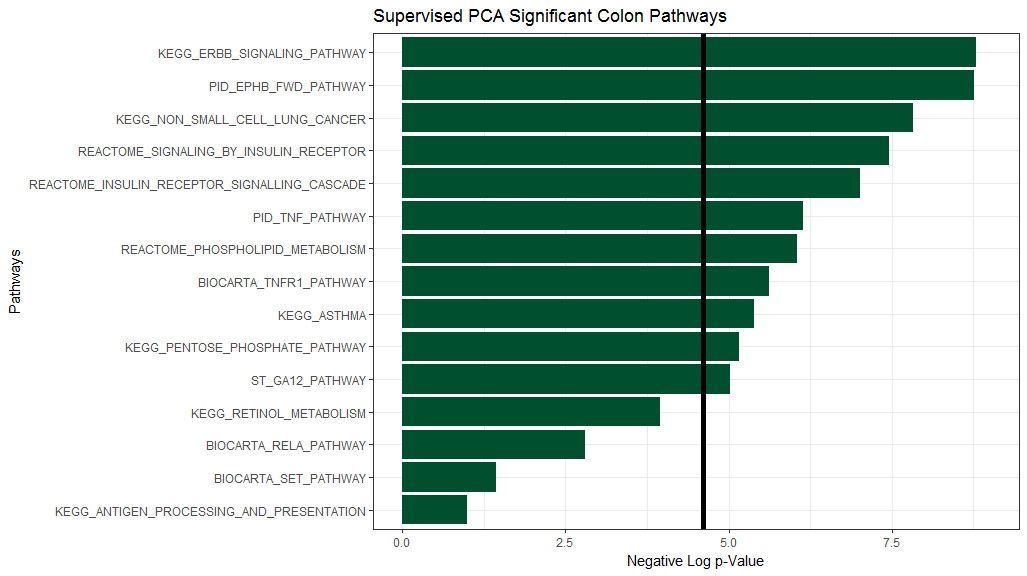 Supervised PCA Significant Colon Pathways
Pathways
KEGG_ERBB_SIGNALING_PATHWAY
PID_EPHB_FWD_PATHWAY
KEGG_NON_SMALL_CELL_LUNG_CANCER
REACTOME_SIGNALING_BY_INSULIN_RECEPTOR
REACTOME_INSULIN_RECEPTOR_SIGNALLING_CASCADE
PID_TNF_PATHWAY
REACTOME_PHOSPHOLIPID_METABOLISM
BIOCARTA_TNFR1_PATHWAY
KEGG_ASTHMA
KEGG_PENTOSE_PHOSPHATE_PATHWAY
ST_GA12_PATHWAY
KEGG_RETINOL_METABOLISM
BIOCARTA_RELA_PATHWAY
BIOCARTA_SET_PATHWAY
KEGG_ANTIGEN_PROCESSING_AND_PRESENTATION
0.0 2.5 5.0 7.5
Negative Log p-Value